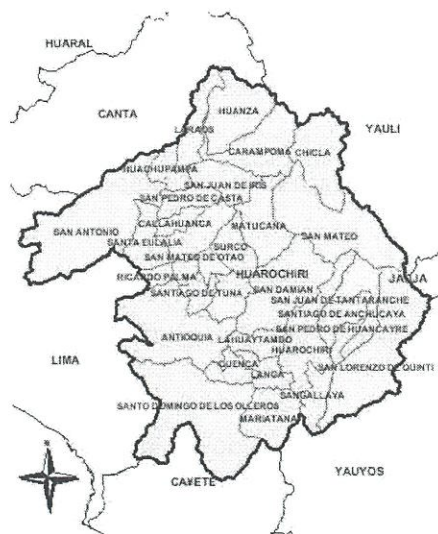 HUARAL
CANTA
HUANZA
YAULI
LARAOS
CARAMPOMA
CHICLA
HUACHUPAMPA
SAN JUAN DE IRIS
SAN PEDRO DE CASTA
CALLAHUANCA
MATUCANA
SAN ANTONIO
SANTA EULALIA
SURCO
SAN MATEO
SAN MATEO DE OTAO
RICARDO PALMA
HUAROCHIRI
JAUJA
SANTIAGO DE TUNA
SAN DAMIAN
SAN JUAN DE TANTARANCHE
SANTIAGO DE ANCHUCAYA
SAN PEDRO DE HUANCAYRE
ANTIOQUIA
LAHUAYTAMBO
HUAROCHIRI
LIMA
CUENCA
SAN LORENZO DE QUINTI
LANGA
SANGALLAYA
SANTO DOMINGO DE LOS OLLEROS
MARIATANA
CAÑETE
YAUYOS